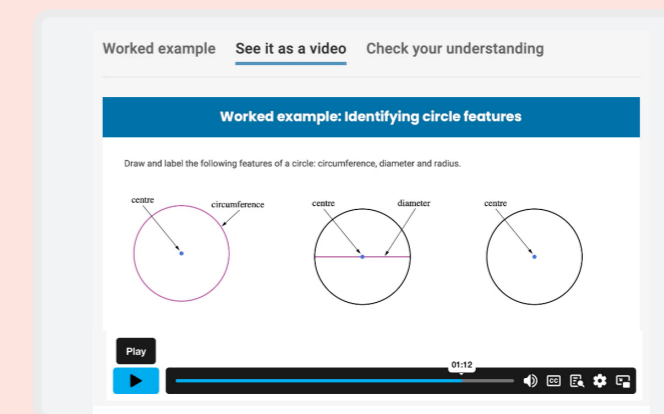 Worked example See it as a video Check your understanding
Worked example: Identifying circle features
Draw and label the following features of a circle: circumference, diameter and radius.
centre circumference centre diameter centre
Play
01:12
CC